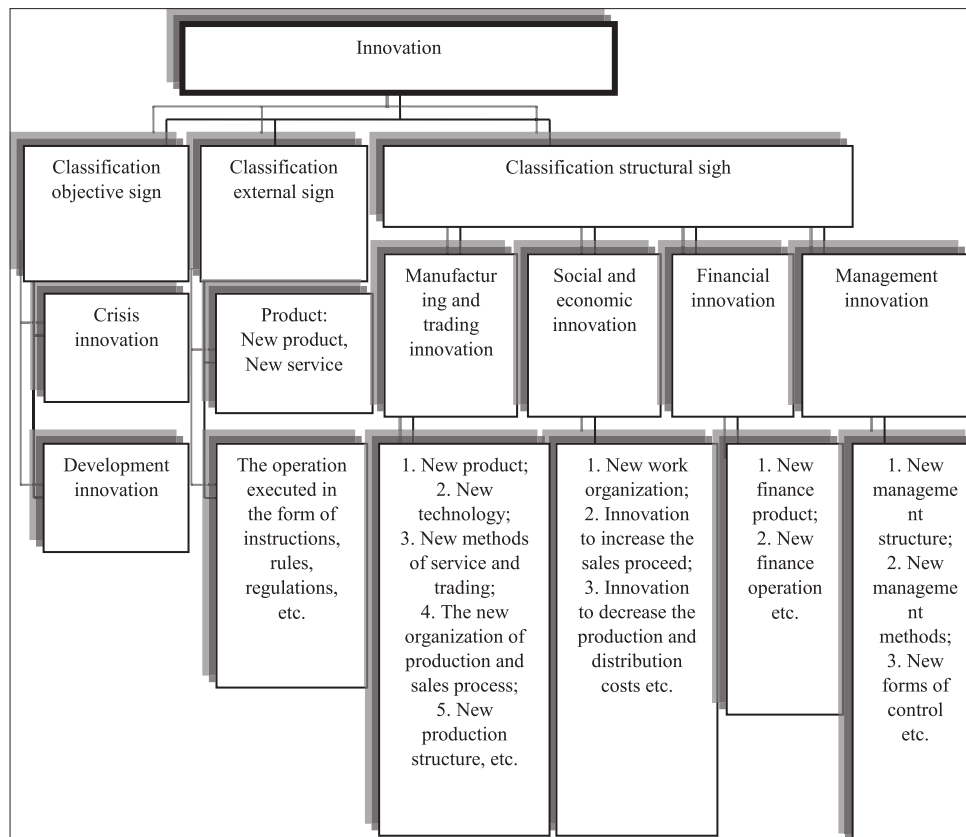 Innovation
Classification
objective sign
Classification
external sign
Classification structural sigh
Crisis
innovation
Development
innovation
Product:
New product,
New service
The operation
executed in
the form of
instructions,
rules,
regulations,
etc.
Manufactur
ing and
trading
innovation
Social and
economic
innovation
Financial
innovation
Management
innovation
1. New product;
2. New
technology;
3. New methods
of service and
trading;
4. The new
organization of
production and
sales process;
5. New
production
structure, etc.
1. New work
organization;
2. Innovation
to increase the
sales proceed;
3. Innovation
to decrease the
production and
distribution
costs etc.
1. New
finance
product;
2. New
finance
operation
etc.
1. New
manageme
nt
structure;
2. New
manageme
nt
methods;
3. New
forms of
control
etc.